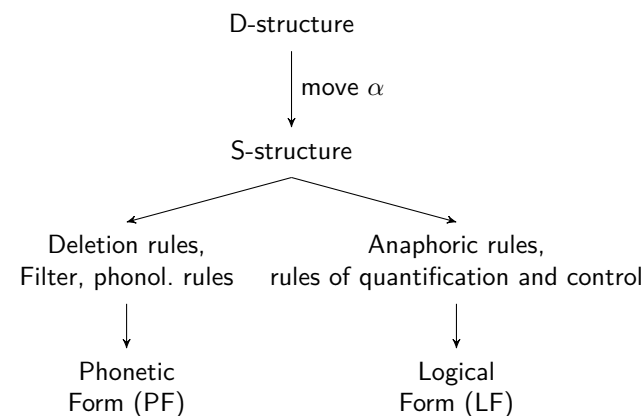 D-structure
move α
S-structure
Deletion rules,
Filter, phonol. rules
Anaphoric rules,
rules of quantification and control
Phonetic
Form (PF)
Logical
Form (LF)